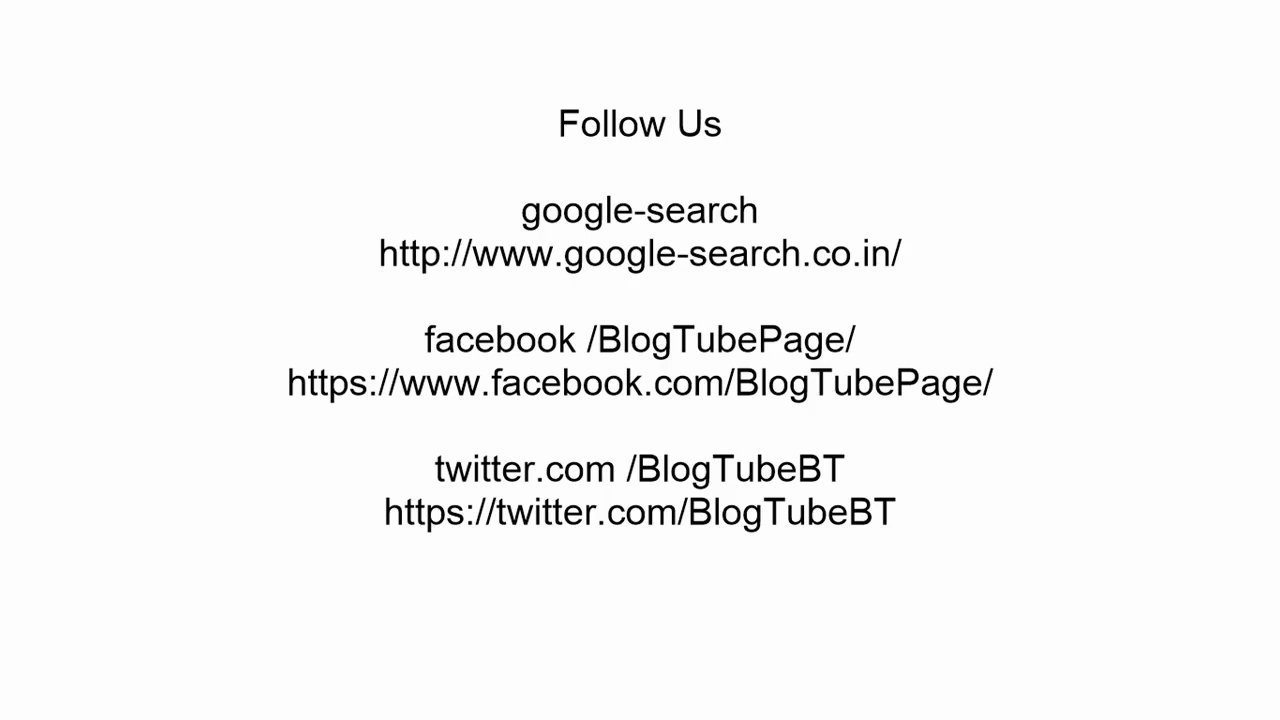 Follow Us
google-search
http://www.google-search.co.in/
facebook /BlogTubePage/
https://www.facebook.com/BlogTubePage/
twitter.com /BlogTubeBT
https://twitter.com/BlogTubeBT